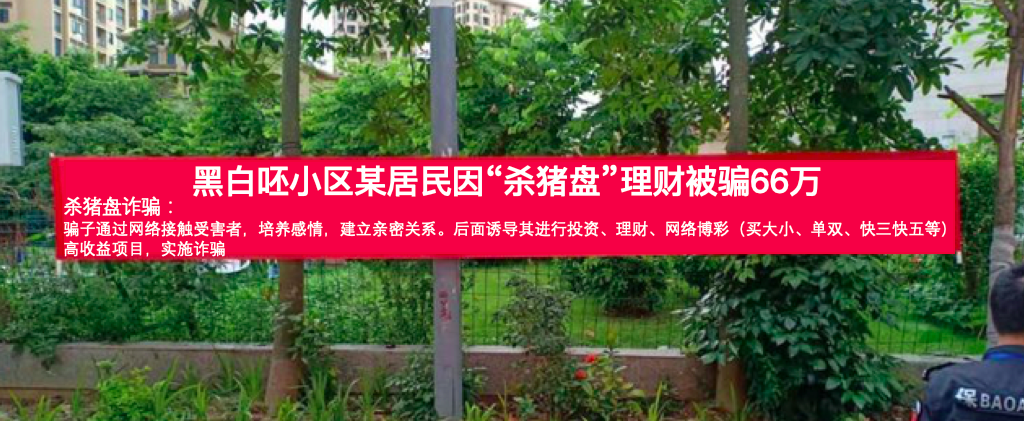 黑白呸小区某居民因“杀猪盘”理财被骗66万
杀猪盘诈骗：
骗子通过网络接触受害者，培养感情，建立亲密关系。后面诱导其进行投资、理财、网络博彩（买大小、单双、快三快五等）
高收益项目，实施诈骗
保BAOA